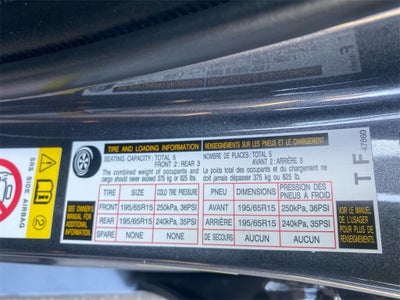 SRS SIDE AIRBAG
SEE OWNER'S MANUAL FOR ADDITIONAL INFORMATION
TIRE AND LOADING INFORMATION
SEATING CAPACITY: TOTAL 5
FRONT 2 : REAR 3
The combined weight of occupants and
cargo should never exceed 375 kg or 825 lbs.
TIRE SIZE COLD TIRE PRESSURE
FRONT 195/65R15 250kPa, 36PSI
REAR 195/65R15 240kPa, 35PSI
SPARE NONE NONE
RENSEIGNEMENTS SUR LES PNEUS ET LE CHARGEMENT
NOMBRE DE PLACES: TOTAL 5
AVANT 2 : ARRIÈRE 3
Le poids total des occupants et du chargement ne
doit jamais dépasser 375 kg ou 825 lb.
PNEU DIMENSIONS PRESSION DES PNEUS À FROID
AVANT 195/65R15 250kPa, 36PSI
ARRIÈRE 195/65R15 240kPa, 35PSI
DE SECOURS AUCUN AUCUN
VOIR LE MANUEL DE L'USAGER POUR PLUS DE RENSEIGNEMENTS
TF
47860